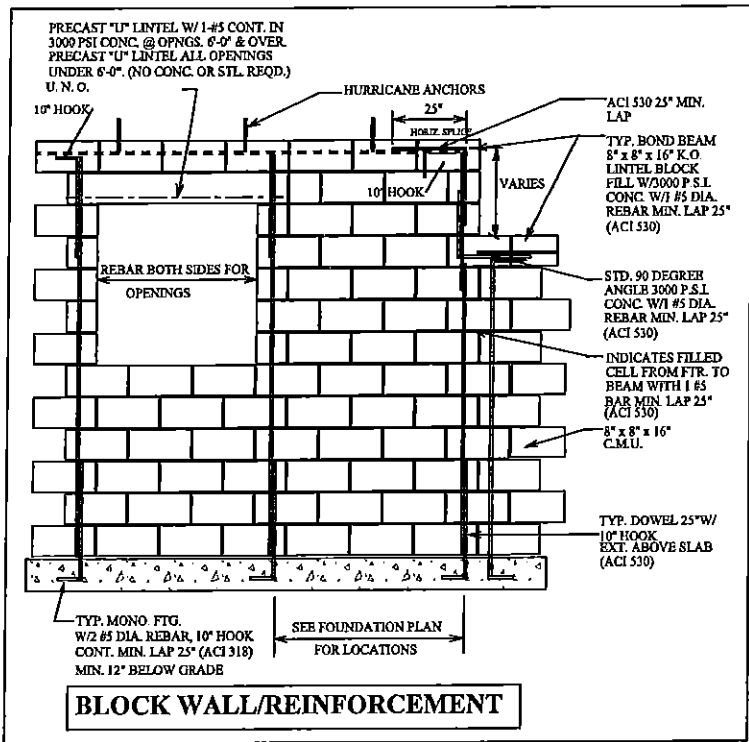 PRECAST "U" LINTEL W/ 1-#5 CONT. IN
3000 PSI CONC. @ OPNGS. 6'-0" & OVER.
PRECAST "U" LINTEL ALL OPENINGS
UNDER 6'-0". (NO CONC. OR STL. REQD.)
U. N. O.
10" HOOK
HURRICANE ANCHORS
25"
HORIZ. SPLICE
ACI 530 25" MIN.
LAP
TYP. BOND BEAM
8" x 8" x 16" K.O.
LINTEL BLOCK
FILL W/3000 P.S.I.
CONC. W/1 #5 DIA.
REBAR MIN. LAP 25"
(ACI 530)
10" HOOK
VARIES
REBAR BOTH SIDES FOR
OPENINGS
STD. 90 DEGREE
ANGLE 3000 P.S.I.
CONC. W/1 #5 DIA.
REBAR MIN. LAP 25"
(ACI 530)
INDICATES FILLED
CELL FROM FTR. TO
BEAM WITH 1 #5
BAR MIN. LAP 25"
(ACI 530)
8" x 8" x 16"
C.M.U.
TYP. DOWEL 25" W/
10" HOOK
EXT. ABOVE SLAB
(ACI 530)
TYP. MONO. FTG.
W/2 #5 DIA. REBAR, 10" HOOK
CONT. MIN. LAP 25" (ACI 318)
MIN. 12" BELOW GRADE
SEE FOUNDATION PLAN
FOR LOCATIONS
BLOCK WALL/REINFORCEMENT